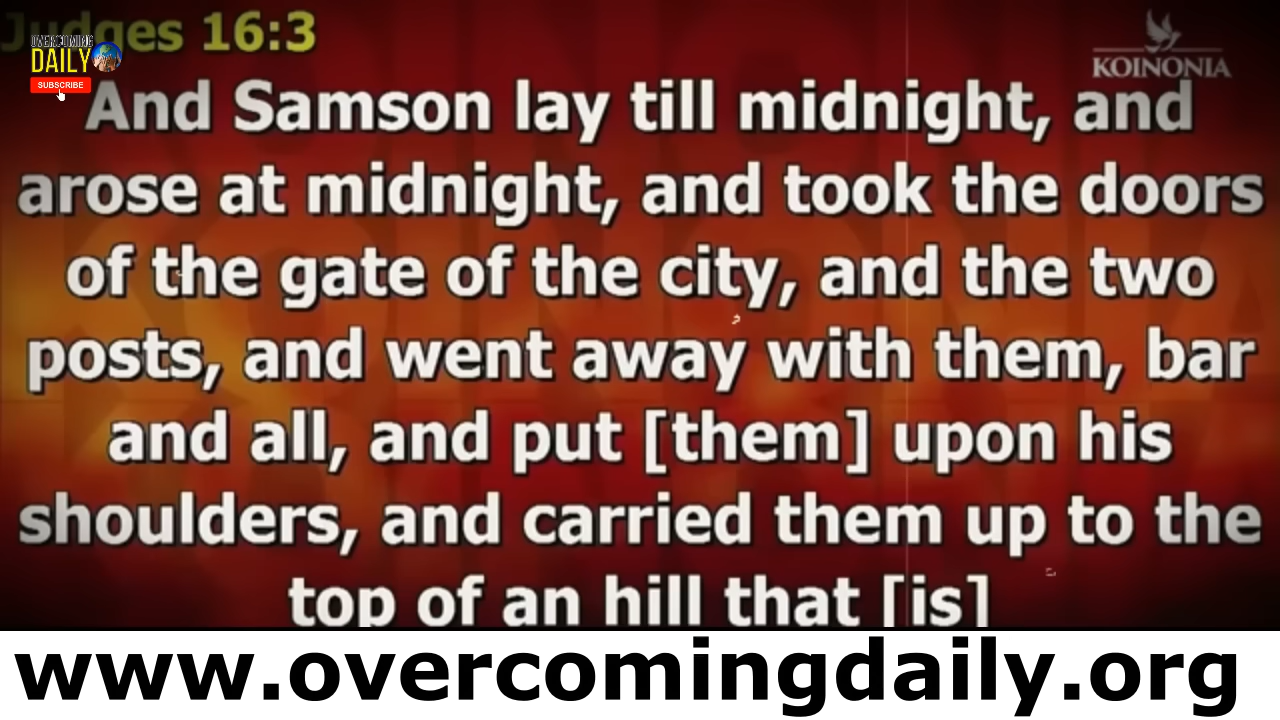 Judges 16:3
OVERCOMING
DAILY
SUBSCRIBE
KOINONIA
And Samson lay till midnight, and
arose at midnight, and took the doors
of the gate of the city, and the two
posts, and went away with them, bar
and all, and put [them] upon his
shoulders, and carried them up to the
top of an hill that [is]
www.overcomingdaily.org